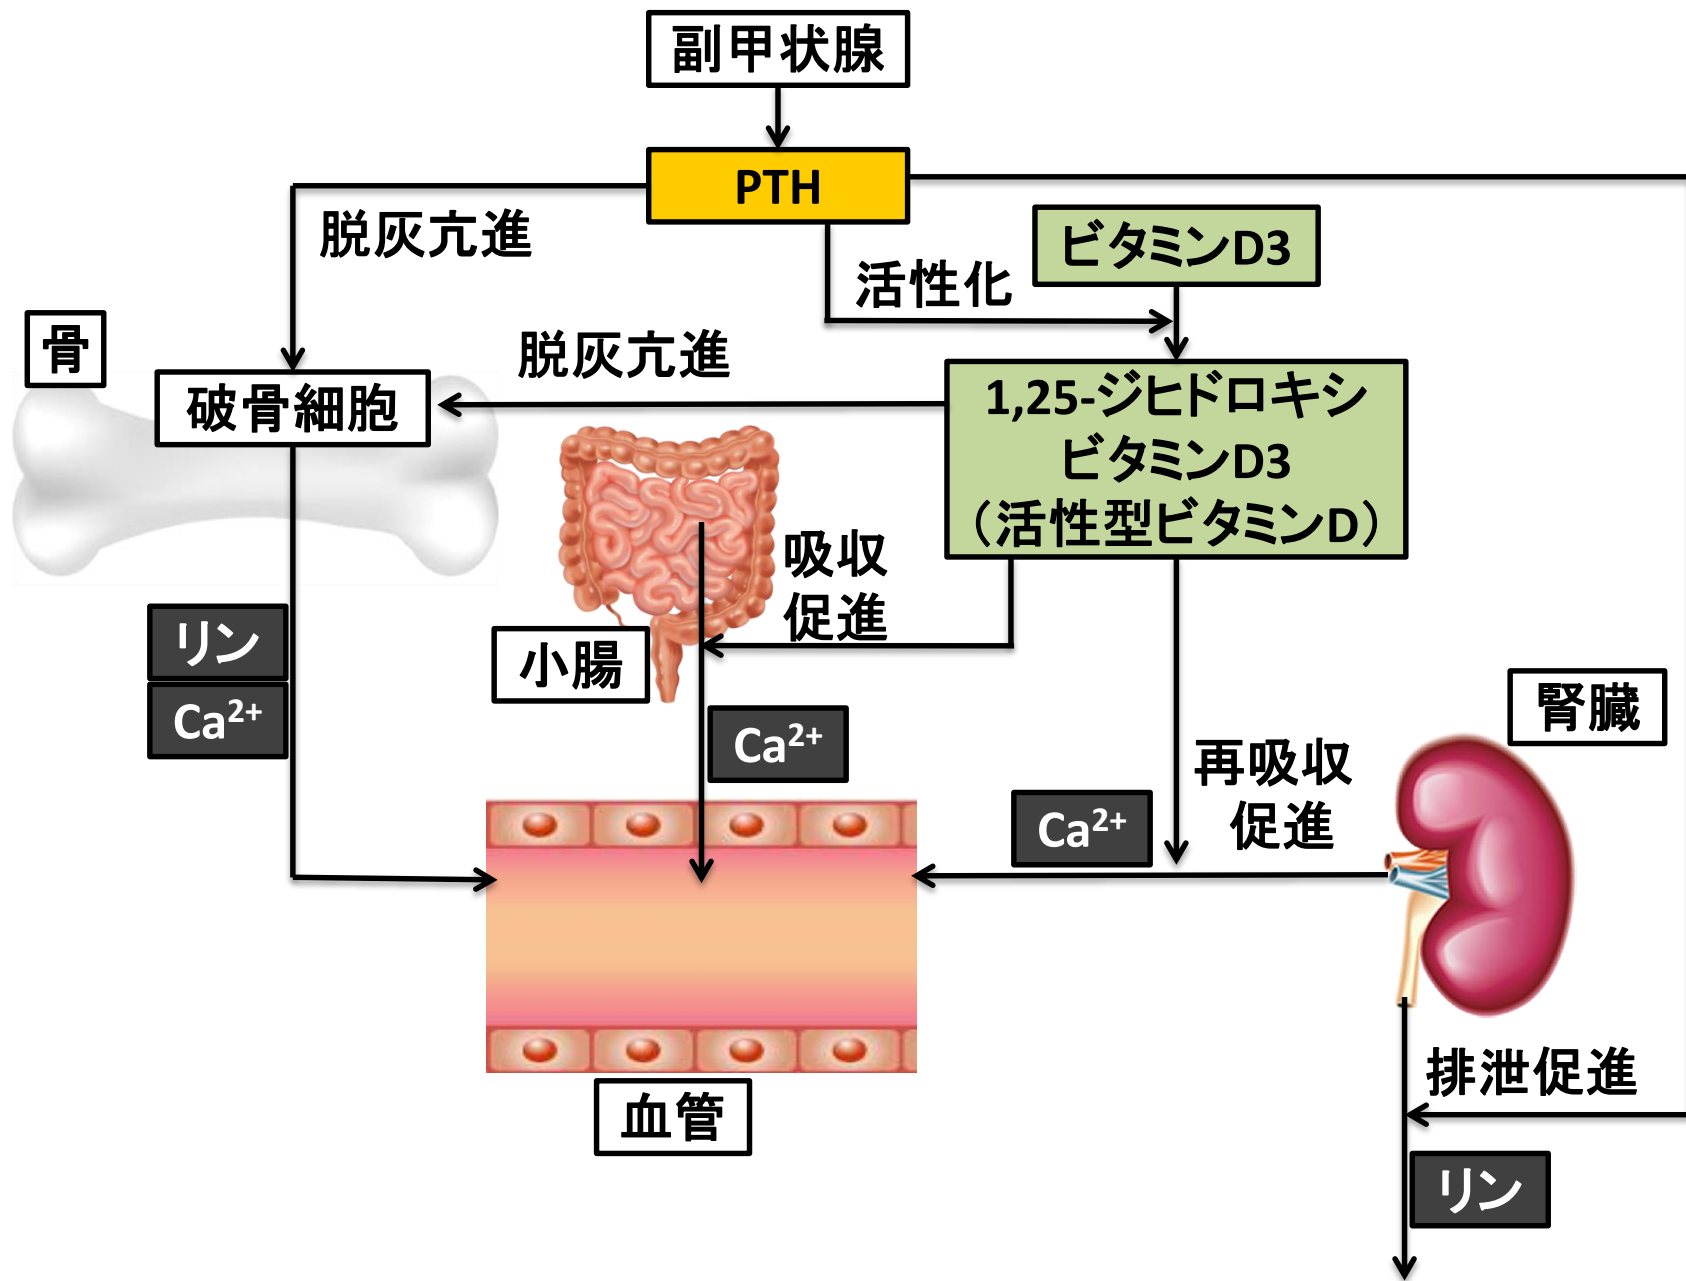 副甲状腺
PTH
脱灰亢進
ビタミンD3
活性化
骨
脱灰亢進
破骨細胞
1,25-ジヒドロキシ
ビタミンD3
（活性型ビタミンD）
吸収
促進
リン
Ca²⁺
小腸
Ca²⁺
腎臓
再吸収
促進
Ca²⁺
排泄促進
血管
リン